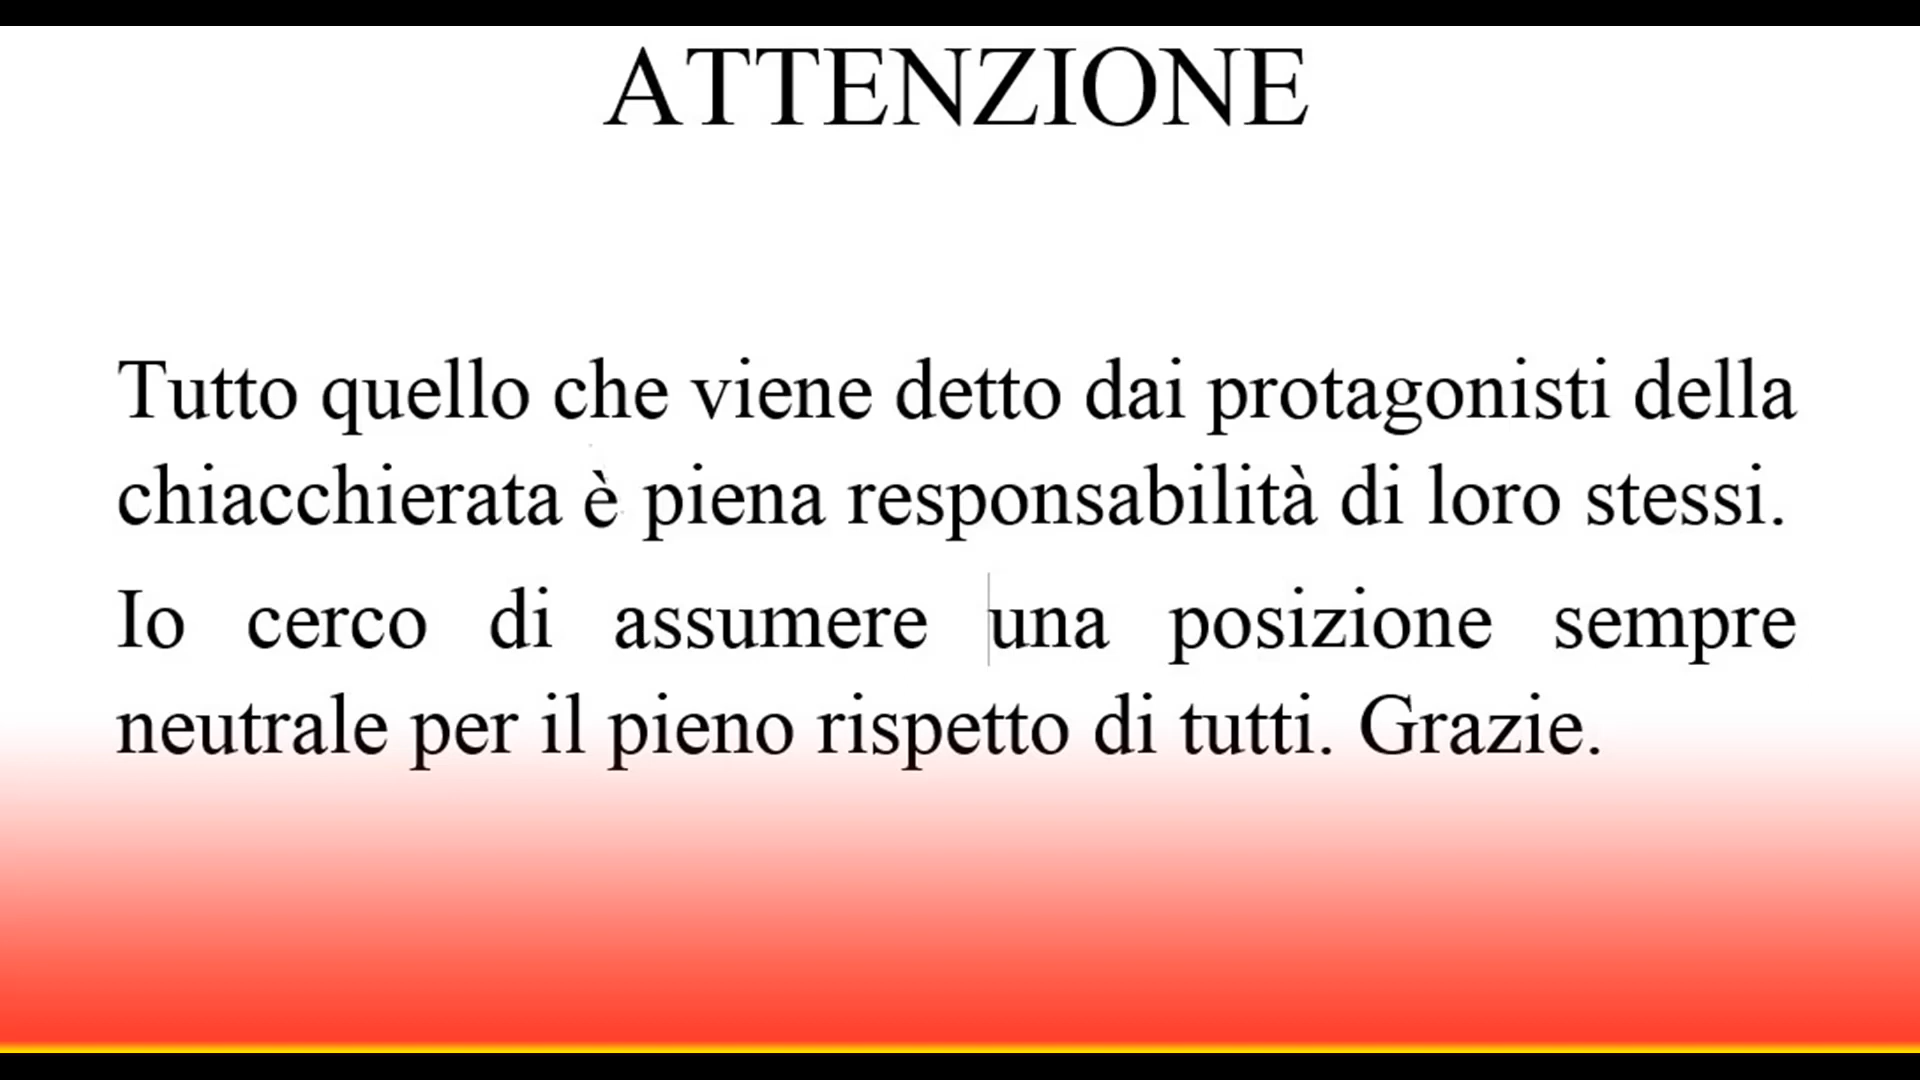 ATTENZIONE
Tutto quello che viene detto dai protagonisti della
chiacchierata è piena responsabilità di loro stessi.
Io cerco di assumere una posizione sempre
neutrale per il pieno rispetto di tutti. Grazie.